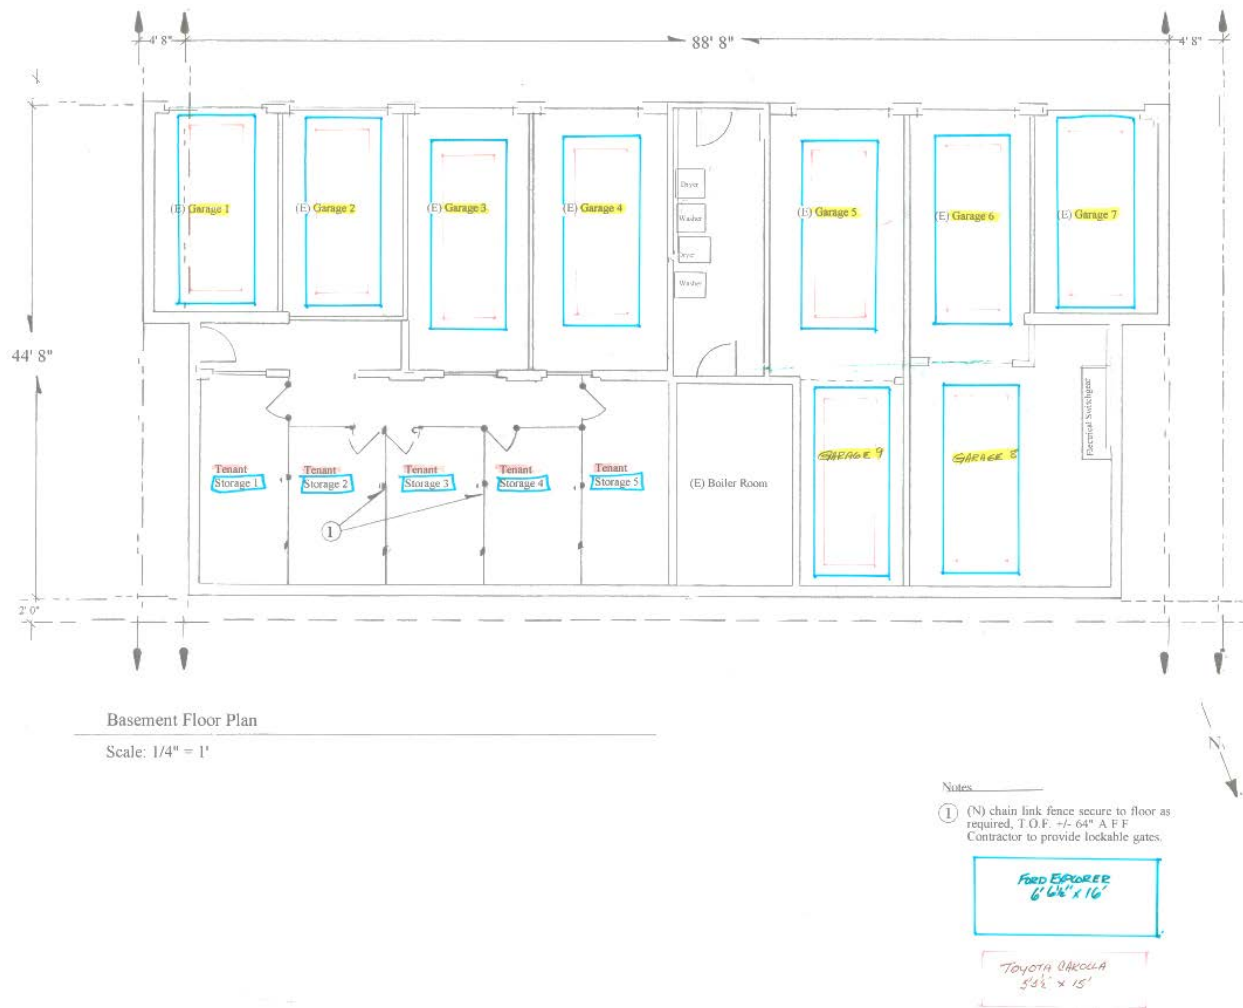 4' 8"
88' 8"
4' 8"
(E) Garage 1
(E) Garage 2
(E) Garage 3
(E) Garage 4
Dryer
Washer
Dryer
Washer
(E) Garage 5
(E) Garage 6
(E) Garage 7
44' 8"
Tenant
Storage 1
Tenant
Storage 2
Tenant
Storage 3
Tenant
Storage 4
Tenant
Storage 5
1
(E) Boiler Room
GARAGE 9
GARAGE 8
Electrical Switchgear
2' 0"
Basement Floor Plan
Scale: 1/4" = 1'
N
Notes
1 (N) chain link fence secure to floor as
required, T.O.F. +/- 64" A F F
Contractor to provide lockable gates.
FORD EXPLORER
x 16'
TOYOTA CAROLLA
x 15'